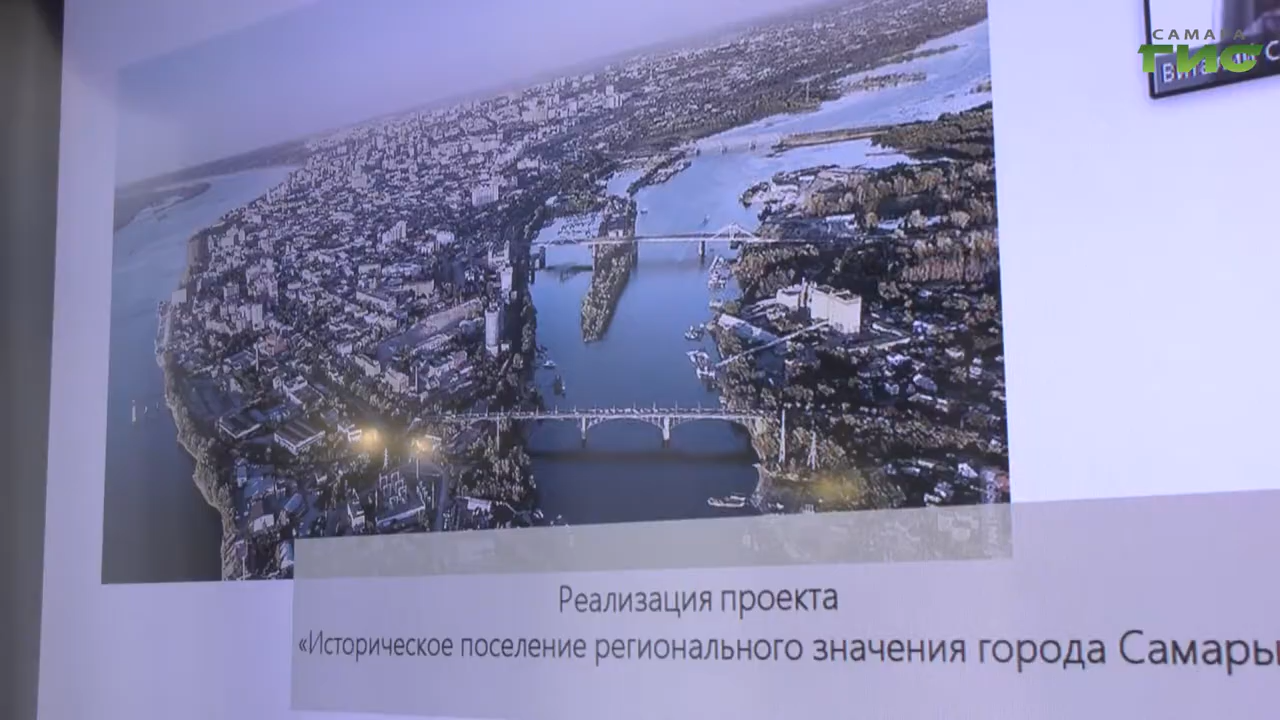 САМАРА
ГИС
Реализация проекта
«Историческое поселение регионального значения города Самары